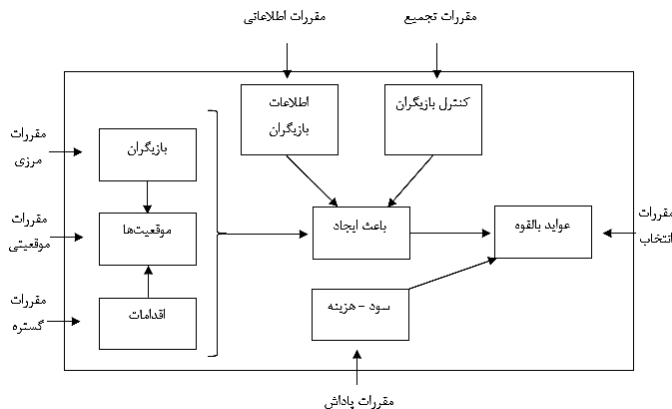 مقررات تجمیع
مقررات اطلاعاتی
کنترل بازیگران
اطلاعات
بازیگران
مقررات
مرزی
بازیگران
مقررات
موقعیتی
موقعیت‌ها
باعث ایجاد
عواید بالقوه
مقررات
انتخاب
مقررات
گستره
اقدامات
سود – هزینه
مقررات پاداش